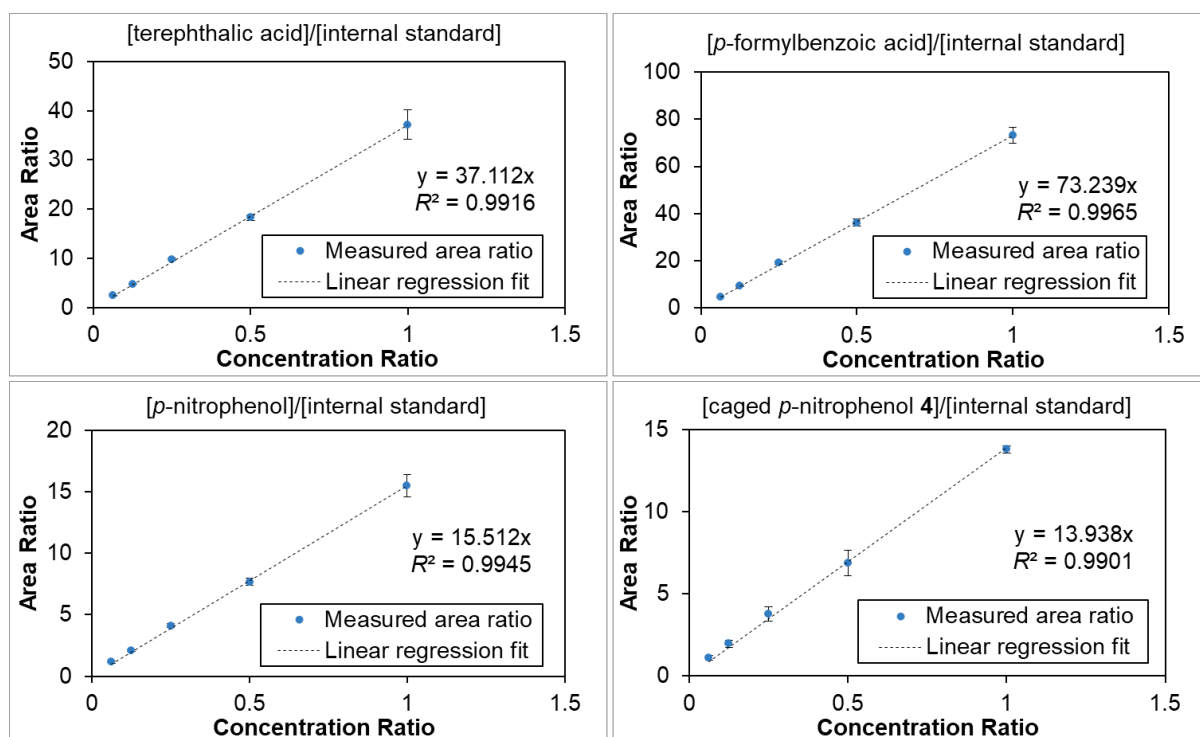 [terephthalic acid]/[internal standard]
50
40
30
20
10
0
Area Ratio
y = 37.112x
R² = 0.9916
Measured area ratio
Linear regression fit
0
0.5
1
1.5
Concentration Ratio
[p-formylbenzoic acid]/[internal standard]
100
80
60
40
20
0
Area Ratio
y = 73.239x
R² = 0.9965
Measured area ratio
Linear regression fit
0
0.5
1
1.5
Concentration Ratio
[p-nitrophenol]/[internal standard]
20
15
10
5
0
Area Ratio
y = 15.512x
R² = 0.9945
Measured area ratio
Linear regression fit
0
0.5
1
1.5
Concentration Ratio
[caged p-nitrophenol 4]/[internal standard]
15
10
5
0
Area Ratio
y = 13.938x
R² = 0.9901
Measured area ratio
Linear regression fit
0
0.5
1
1.5
Concentration Ratio